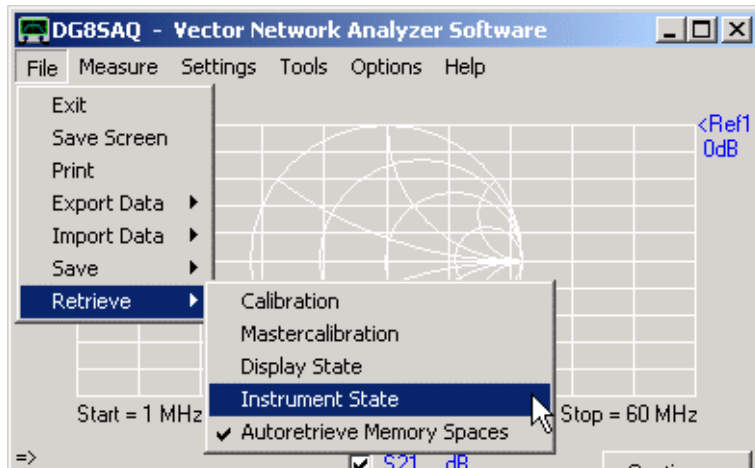 DG8SAQ - Vector Network Analyzer Software
File Measure Settings Tools Options Help
Exit
Save Screen
Print
Export Data
Import Data
Save
Retrieve
<Ref1
0dB
Calibration
Mastercalibration
Display State
Instrument State
Autoretrieve Memory Spaces
Start = 1 MHz
Stop = 60 MHz
=>
S21 dB